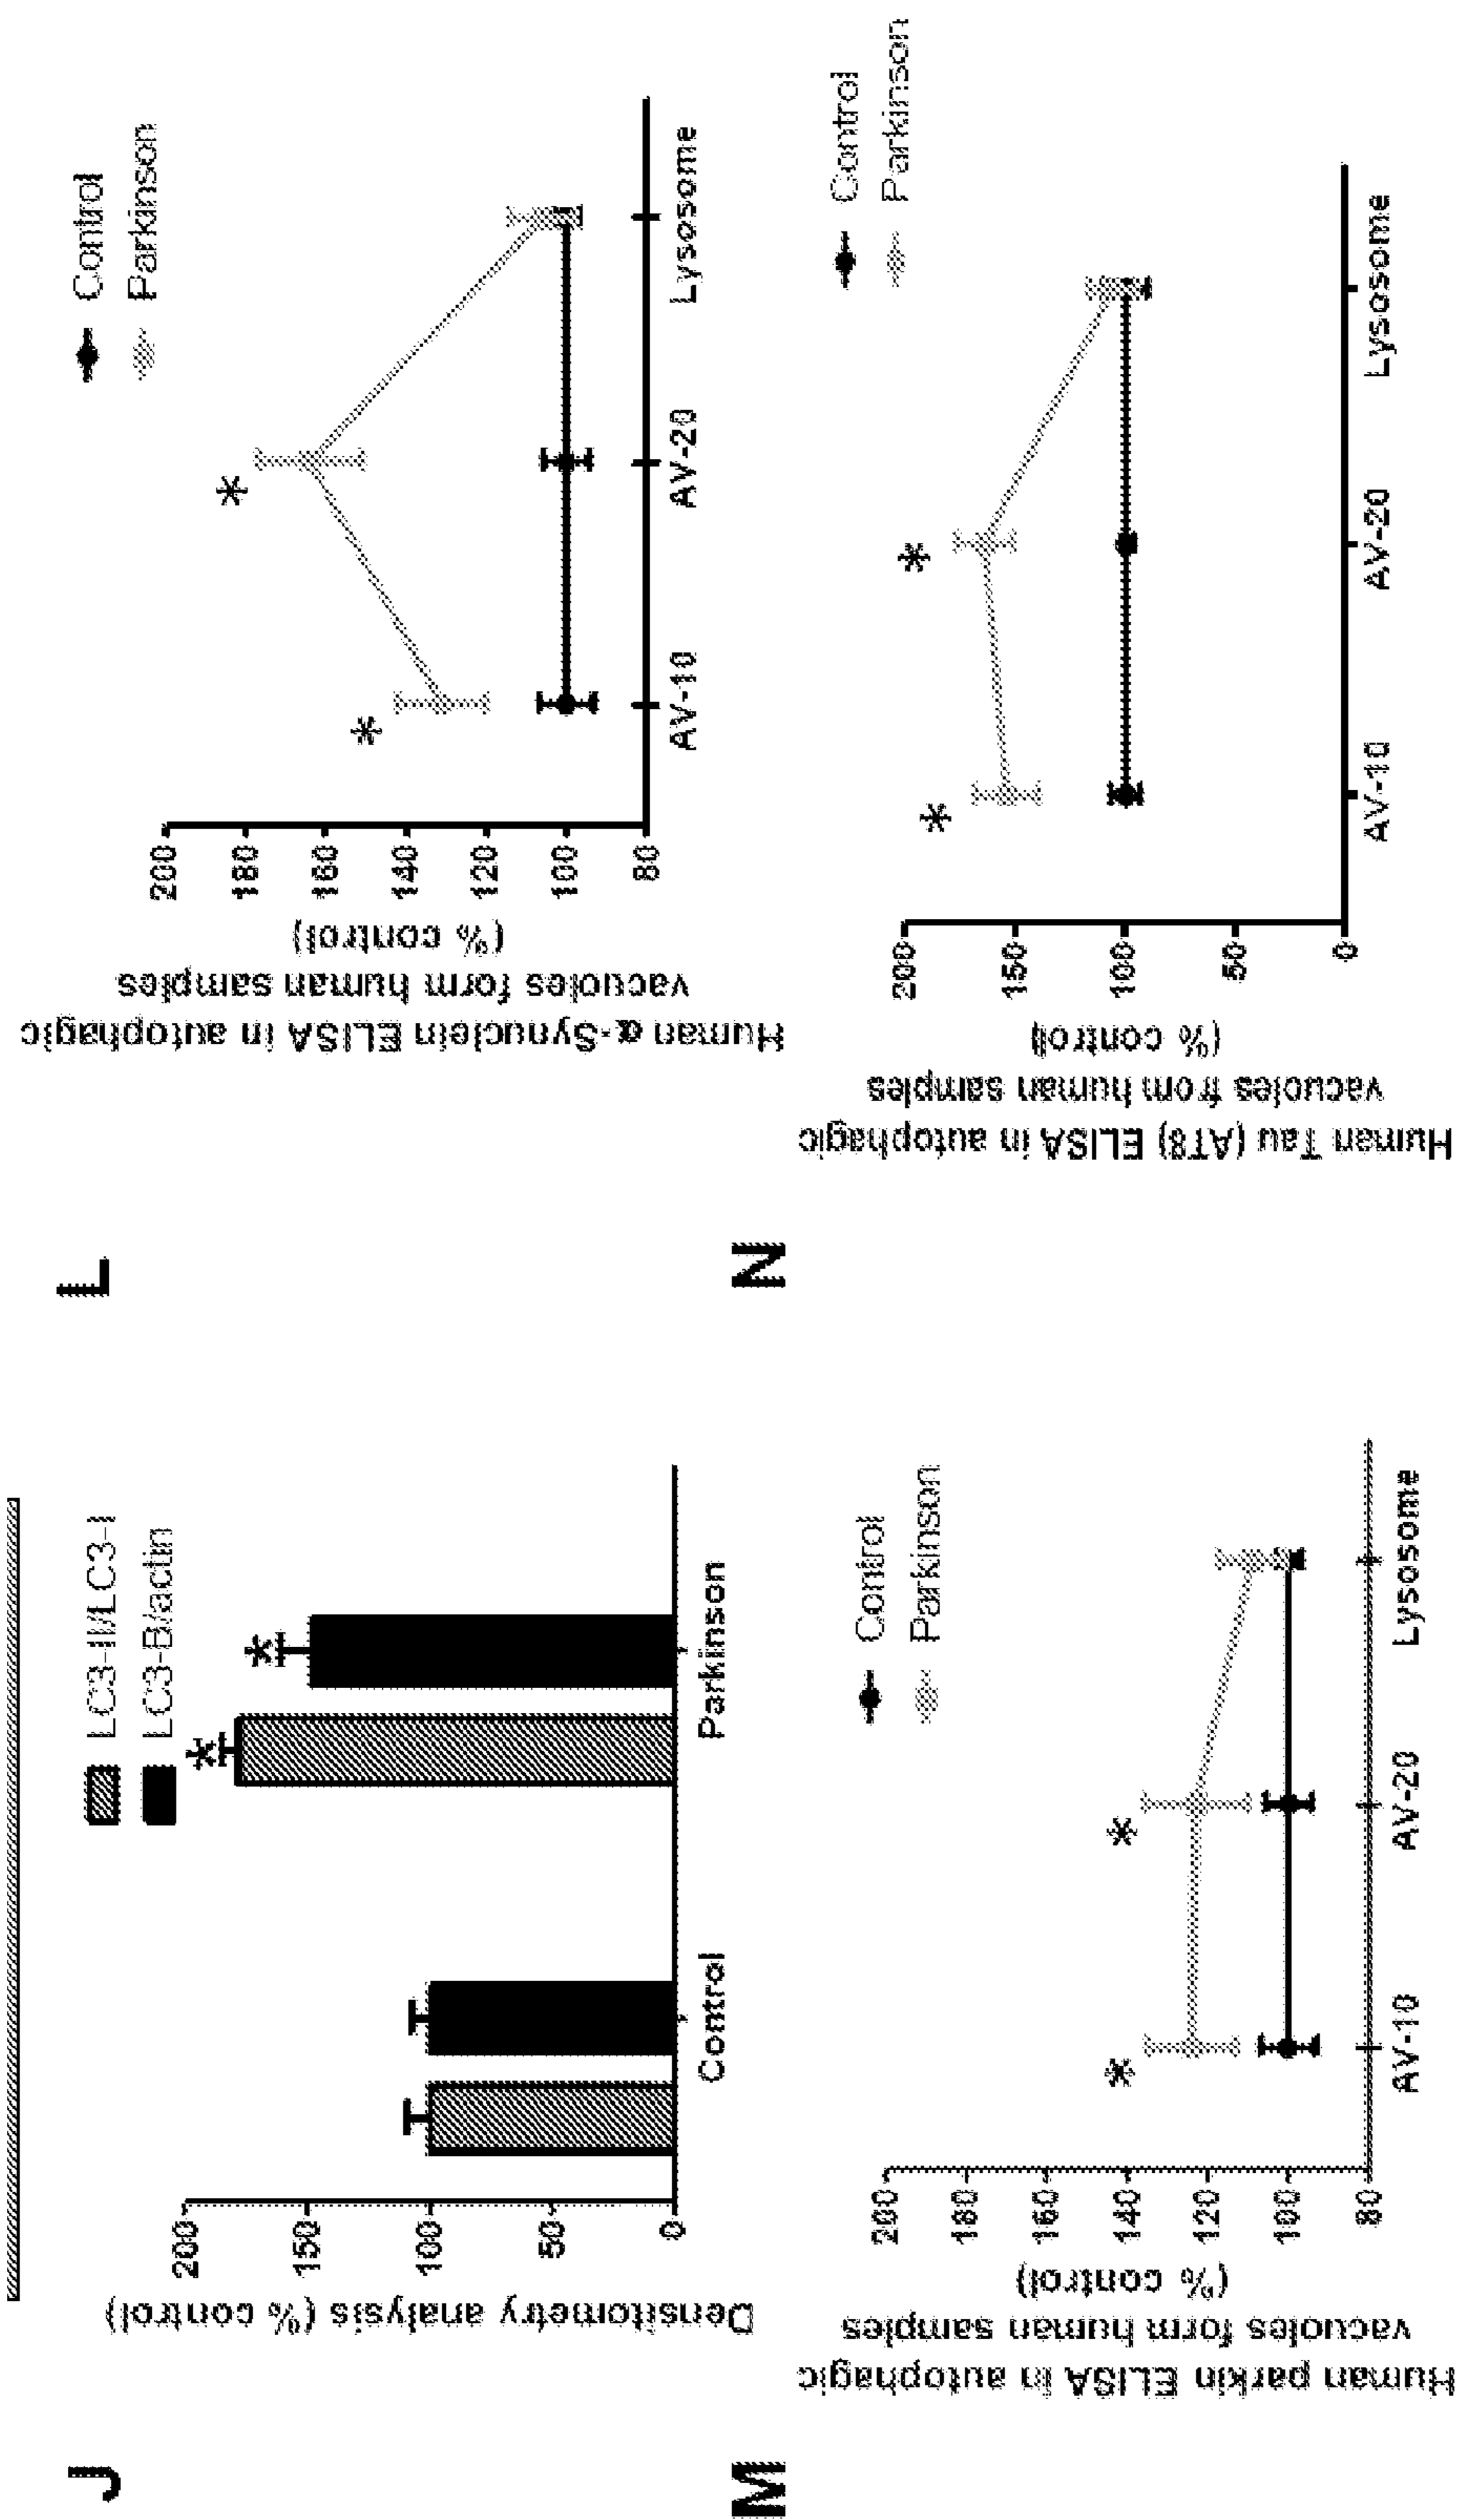 J
Densitometry analysis (% control)
200
150
100
50
0
LC3-II/LC3-I
LC3-B/actin
*
*
Control
Parkinson
L
Human α-Synuclein ELISA in autophagic
vacuoles form human samples
(% control)
200
180
160
140
120
100
80
Control
Parkinson
*
*
AV-10
AV-20
Lysosome
M
Human parkin ELISA in autophagic
vacuoles form human samples
(% control)
200
180
160
140
120
100
80
Control
Parkinson
*
*
AV-10
AV-20
Lysosome
N
Human Tau (AT8) ELISA in autophagic
vacuoles from human samples
(% control)
200
150
100
50
0
Control
Parkinson
*
*
AV-10
AV-20
Lysosome